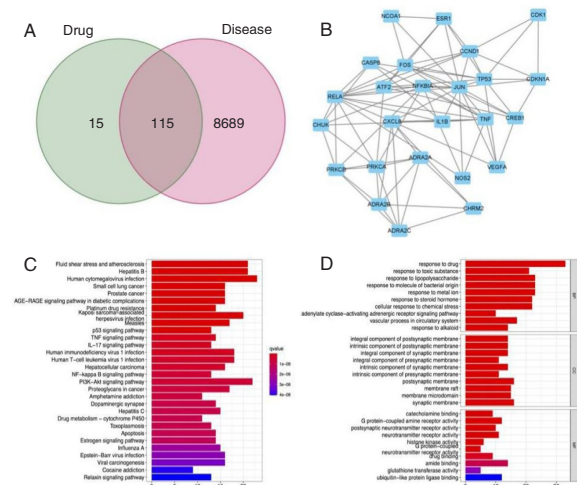 A
Drug
Disease
15
115
8689
B
NCOA1
ESR1
CDK1
CCND1
CASP8
FOS
TP53
CDKN1A
RELA
ATF2
NFKBIA
JUN
CHUK
CXCL8
IL1B
TNF
CREB1
PRKCB
PRKCA
ADRA2A
VEGFA
NOS2
ADRA2B
CHRM2
ADRA2C
C
Fluid shear stress and atherosclerosis
Hepatitis B
Human cytomegalovirus infection
Small cell lung cancer
Prostate cancer
AGE-RAGE signaling pathway in diabetic complications
Platinum drug resistance
Kaposi sarcoma-associated
herpesvirus infection
Measles
p53 signaling pathway
TNF signaling pathway
IL-17 signaling pathway
Human immunodeficiency virus 1 infection
Human T-cell leukemia virus 1 infection
Hepatocellular carcinoma
NF-kappa B signaling pathway
PI3K-Akt signaling pathway
Proteoglycans in cancer
Amphetamine addiction
Dopaminergic synapse
Hepatitis C
Drug metabolism - cytochrome P450
Toxoplasmosis
Apoptosis
Estrogen signaling pathway
Influenza A
Epstein-Barr virus infection
Viral carcinogenesis
Cocaine addiction
Relaxin signaling pathway
qvalue
D
response to drug
response to toxic substance
response to lipopolysaccharide
response to molecule of bacterial origin
response to metal ion
response to steroid hormone
cellular response to chemical stress
adenylate cyclase-activating adrenergic receptor signaling pathway
vascular process in circulatory system
response to alkaloid
integral component of postsynaptic membrane
intrinsic component of postsynaptic membrane
integral component of synaptic membrane
integral component of presynaptic membrane
intrinsic component of synaptic membrane
intrinsic component of presynaptic membrane
postsynaptic membrane
membrane raft
membrane microdomain
synaptic membrane
catecholamine binding
G protein-coupled amine receptor activity
postsynaptic neurotransmitter receptor activity
neurotransmitter receptor activity
histone kinase activity
G protein-coupled
neurotransmitter receptor activity
drug binding
amide binding
glutathione transferase activity
ubiquitin-like protein ligase binding